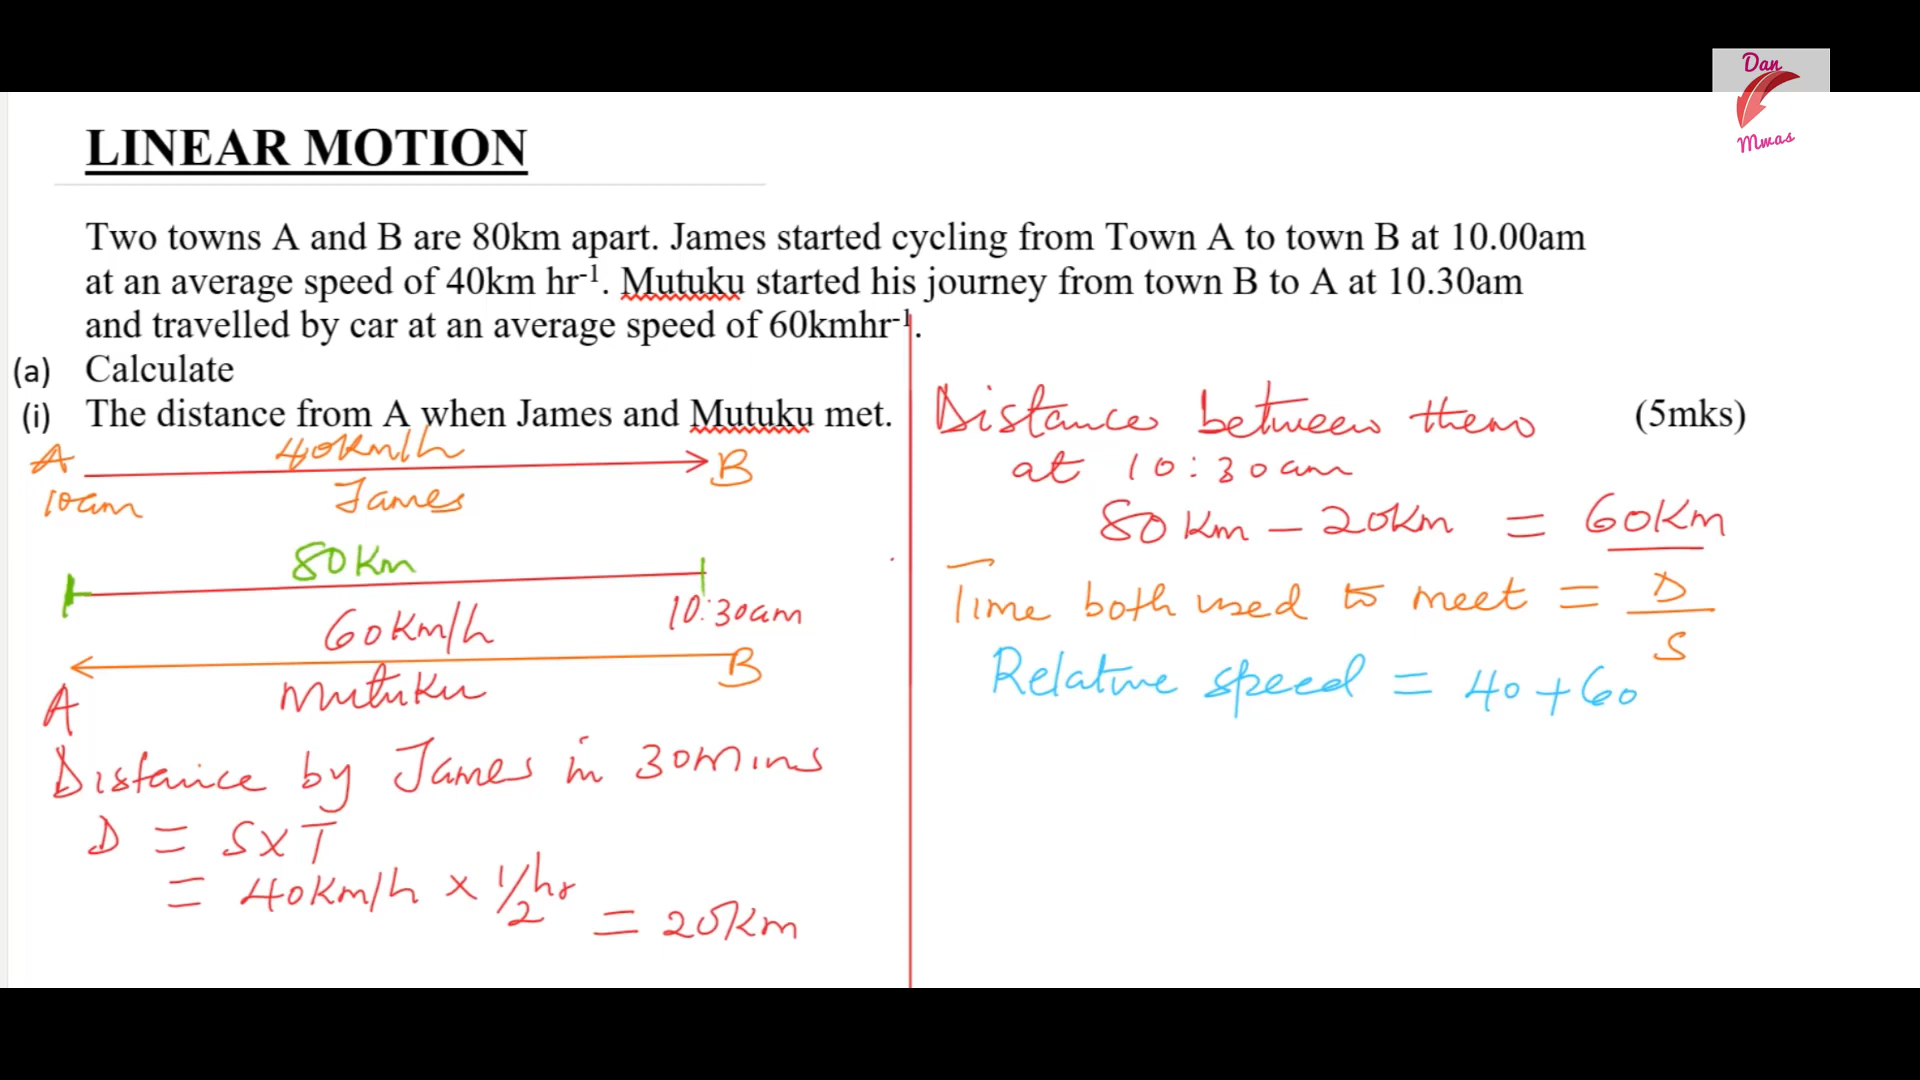 Dan
Mwas
LINEAR MOTION
Two towns A and B are 80km apart. James started cycling from Town A to town B at 10.00am
at an average speed of 40km hr⁻¹. Mutuku started his journey from town B to A at 10.30am
and travelled by car at an average speed of 60kmhr⁻¹.
(a) Calculate
(i) The distance from A when James and Mutuku met. (5mks)
A 40Km/h B
10am James
80Km
60Km/h 10:30am
A Mutuku B
Distance by James in 30Mins
D = S×T
= 40Km/h × 1/2hr = 20Km
Distance between them
at 10:30am
80Km - 20Km = 60Km
Time both used to meet = D/S
Relative speed = 40+60